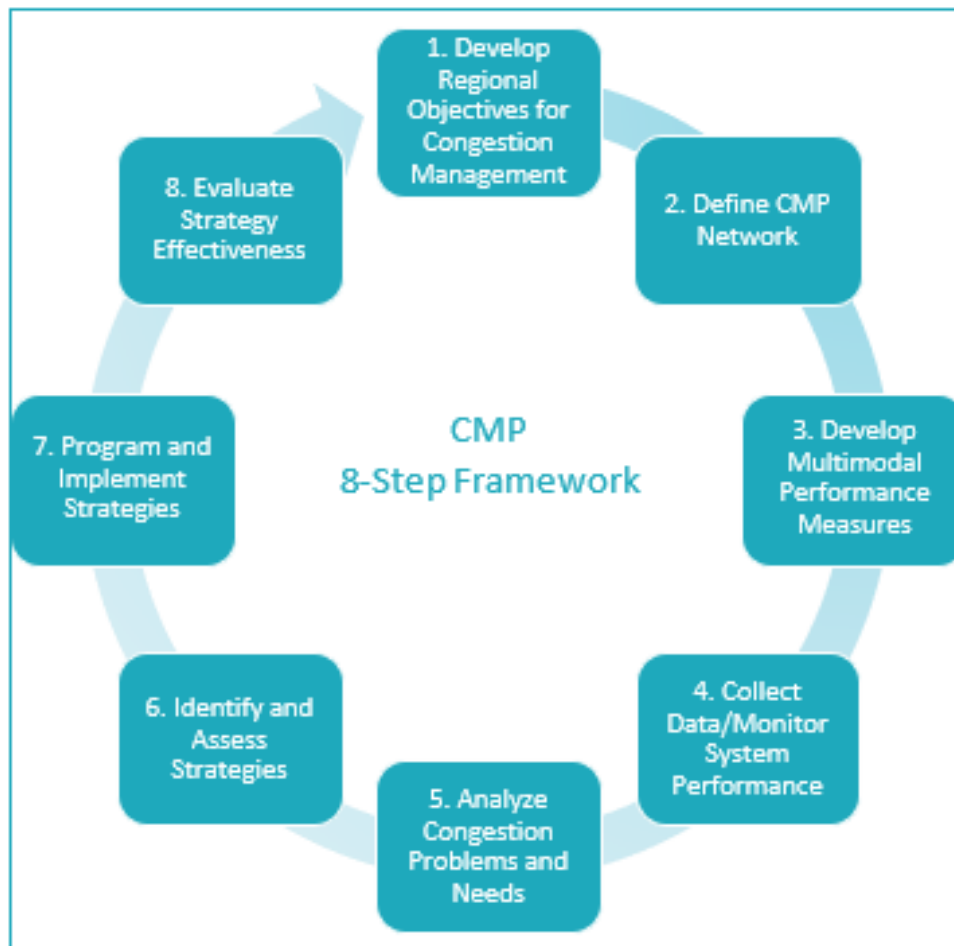 1. Develop
Regional
Objectives for
Congestion
Management
2. Define CMP
Network
3. Develop
Multimodal
Performance
Measures
4. Collect
Data/Monitor
System
Performance
5. Analyze
Congestion
Problems and
Needs
6. Identify and
Assess
Strategies
7. Program and
Implement
Strategies
8. Evaluate
Strategy
Effectiveness
CMP
8-Step Framework